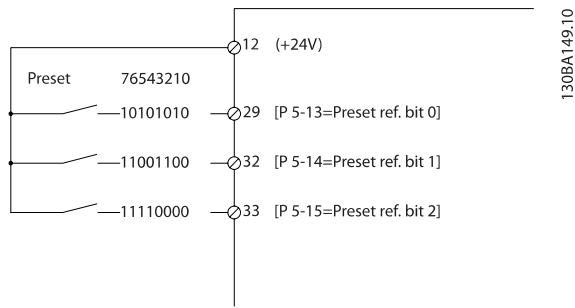 12 (+24V)
Preset 76543210
10101010 29 [P 5-13=Preset ref. bit 0]
11001100 32 [P 5-14=Preset ref. bit 1]
11110000 33 [P 5-15=Preset ref. bit 2]
130BA149.10